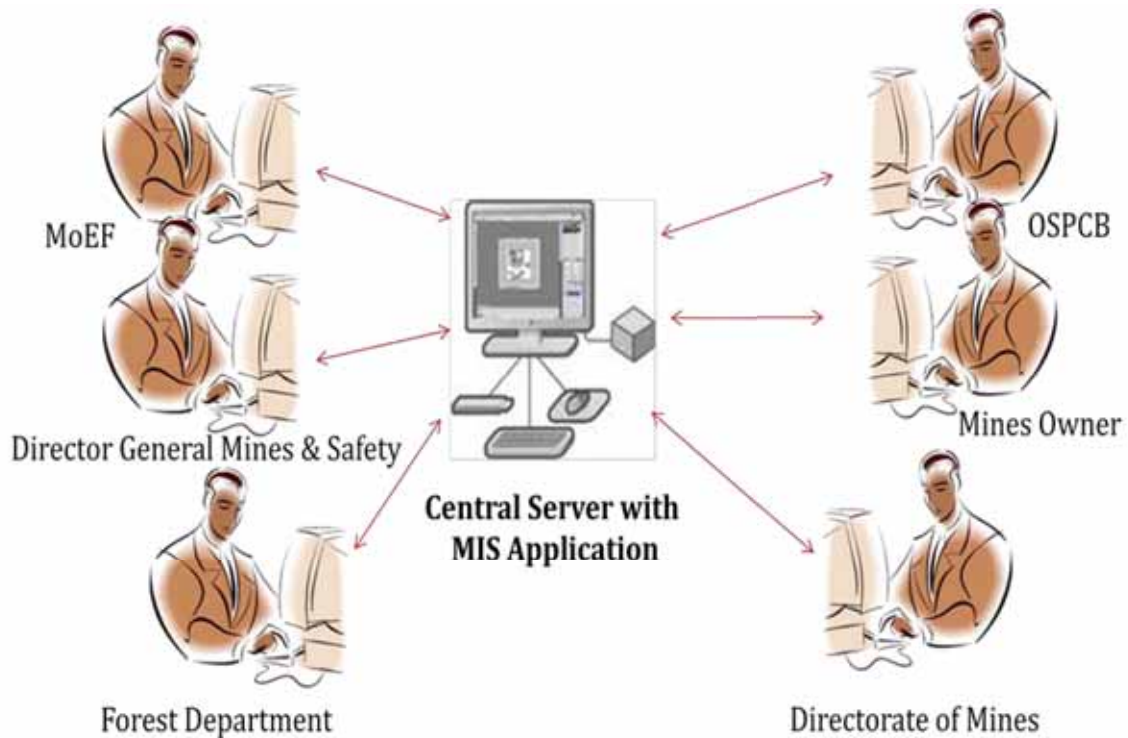 MoEF
OSPCB
Director General Mines & Safety
Mines Owner
Central Server with
MIS Application
Forest Department
Directorate of Mines